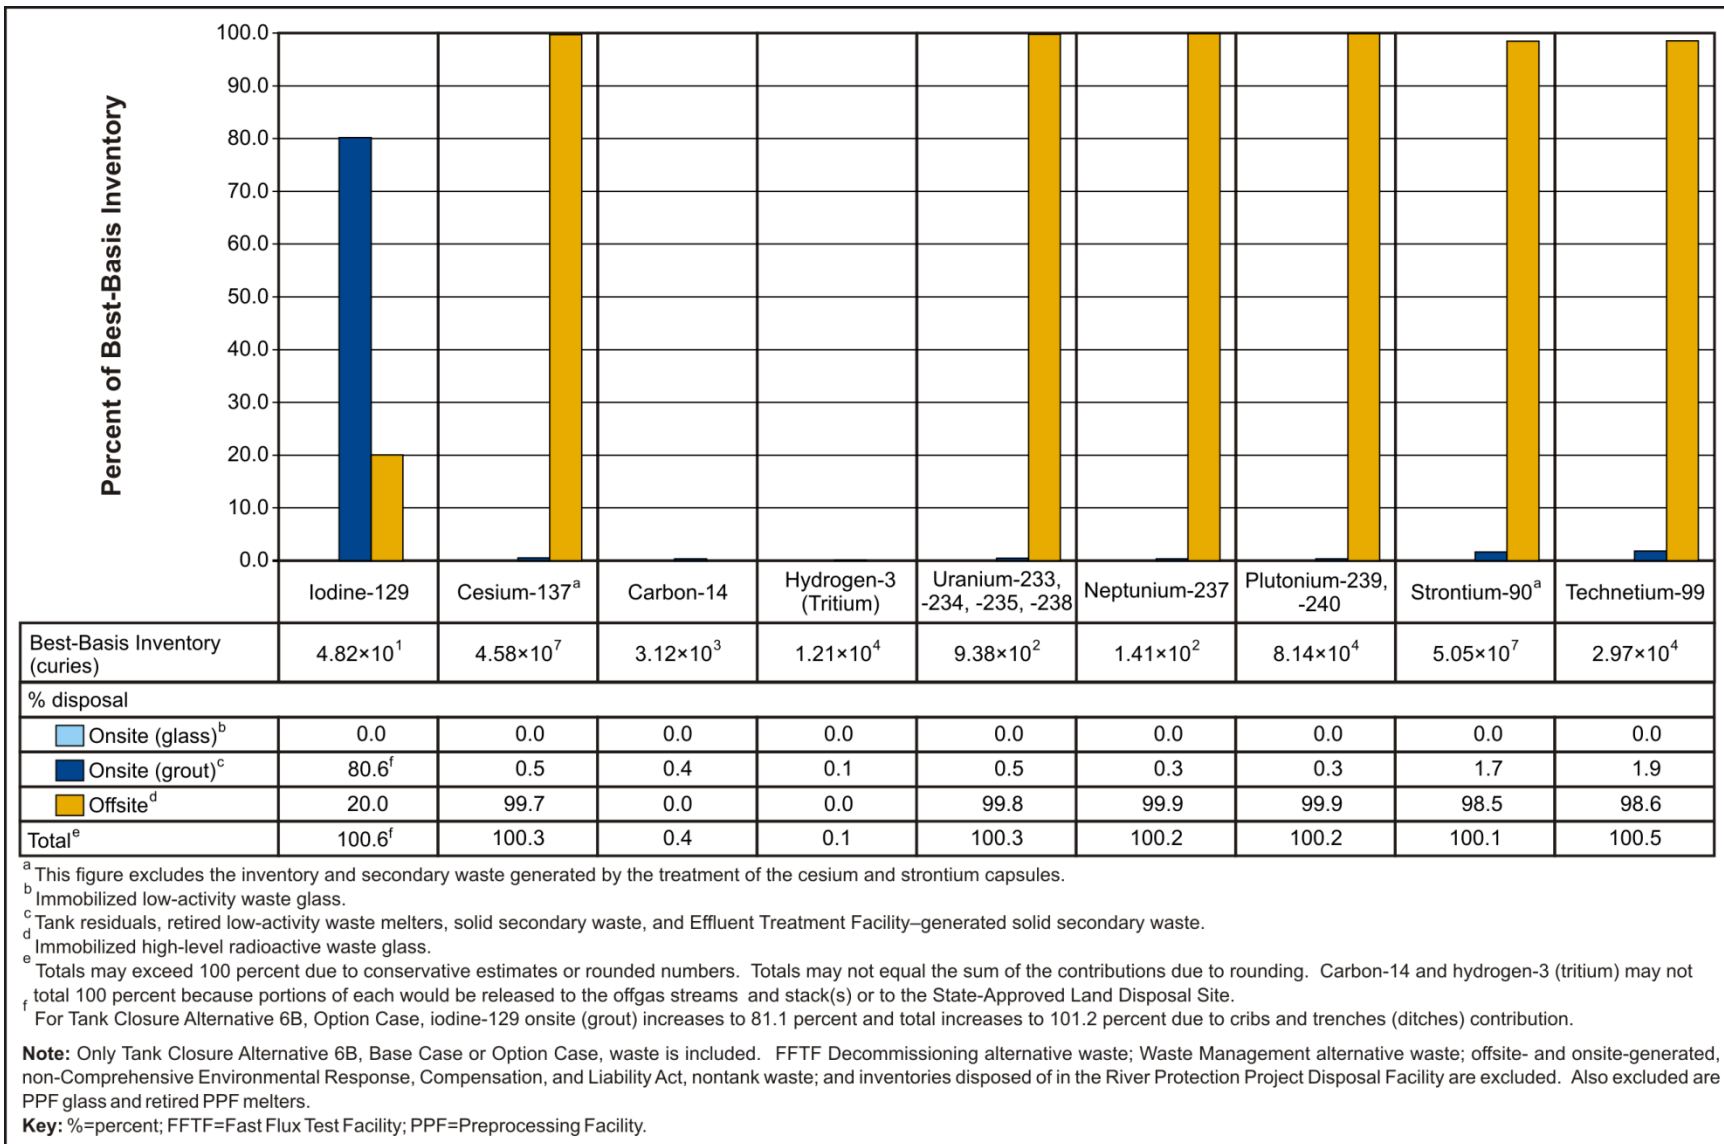 Percent of Best-Basis Inventory
100.0
90.0
80.0
70.0
60.0
50.0
40.0
30.0
20.0
10.0
0.0
Iodine-129 Cesium-137ᵃ Carbon-14 Hydrogen-3 (Tritium) Uranium-233, -234, -235, -238 Neptunium-237 Plutonium-239, -240 Strontium-90ᵃ Technetium-99
Best-Basis Inventory (curies) 4.82×10¹ 4.58×10⁷ 3.12×10³ 1.21×10⁴ 9.38×10² 1.41×10² 8.14×10⁴ 5.05×10⁷ 2.97×10⁴
% disposal
Onsite (glass)ᵇ 0.0 0.0 0.0 0.0 0.0 0.0 0.0 0.0 0.0
Onsite (grout)ᶜ 80.6ᶠ 0.5 0.4 0.1 0.5 0.3 0.3 1.7 1.9
Offsiteᵈ 20.0 99.7 0.0 0.0 99.8 99.9 99.9 98.5 98.6
Totalᵉ 100.6ᶠ 100.3 0.4 0.1 100.3 100.2 100.2 100.1 100.5
ᵃ This figure excludes the inventory and secondary waste generated by the treatment of the cesium and strontium capsules.
ᵇ Immobilized low-activity waste glass.
ᶜ Tank residuals, retired low-activity waste melters, solid secondary waste, and Effluent Treatment Facility–generated solid secondary waste.
ᵈ Immobilized high-level radioactive waste glass.
ᵉ Totals may exceed 100 percent due to conservative estimates or rounded numbers. Totals may not equal the sum of the contributions due to rounding. Carbon-14 and hydrogen-3 (tritium) may not
total 100 percent because portions of each would be released to the offgas streams and stack(s) or to the State-Approved Land Disposal Site.
ᶠ For Tank Closure Alternative 6B, Option Case, iodine-129 onsite (grout) increases to 81.1 percent and total increases to 101.2 percent due to cribs and trenches (ditches) contribution.
Note: Only Tank Closure Alternative 6B, Base Case or Option Case, waste is included. FFTF Decommissioning alternative waste; Waste Management alternative waste; offsite- and onsite-generated,
non-Comprehensive Environmental Response, Compensation, and Liability Act, nontank waste; and inventories disposed of in the River Protection Project Disposal Facility are excluded. Also excluded are
PPF glass and retired PPF melters.
Key: %=percent; FFTF=Fast Flux Test Facility; PPF=Preprocessing Facility.